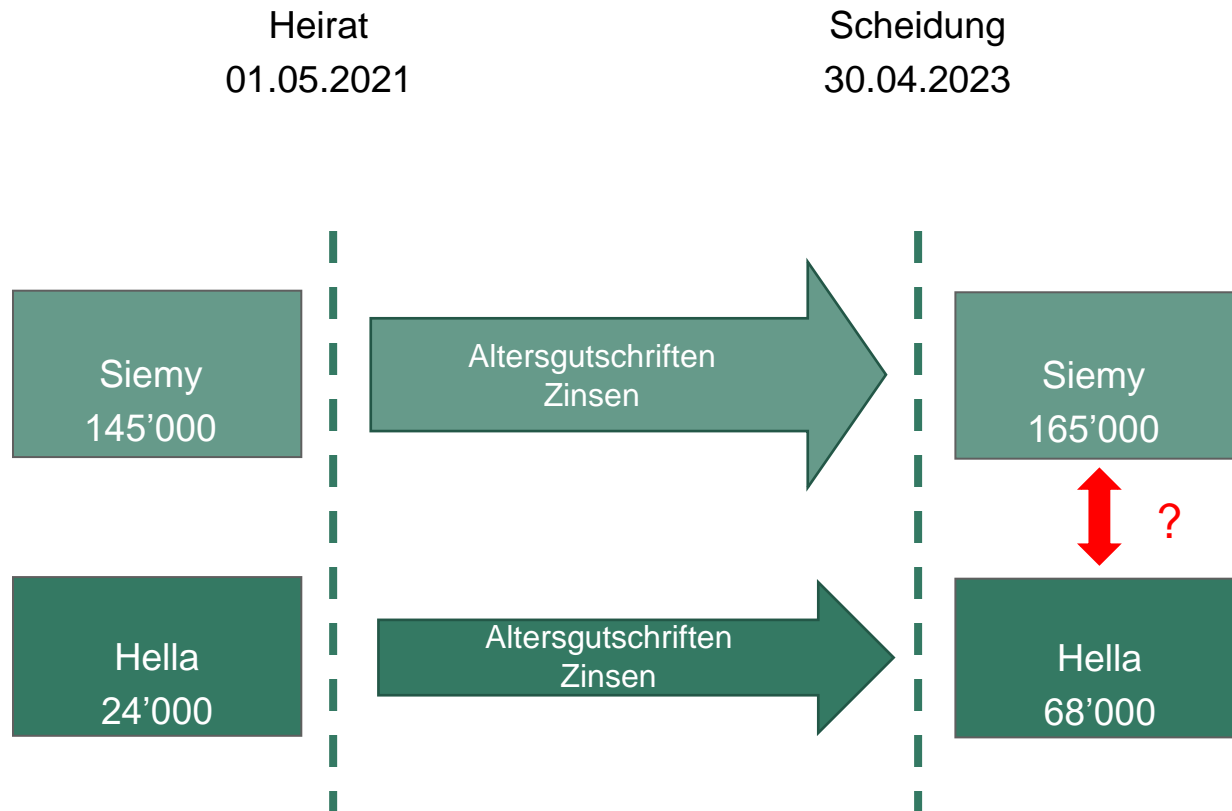 Heirat
01.05.2021
Scheidung
30.04.2023
Siemy
145’000
Altersgutschriften
Zinsen
Siemy
165’000
?
Hella
24’000
Altersgutschriften
Zinsen
Hella
68’000